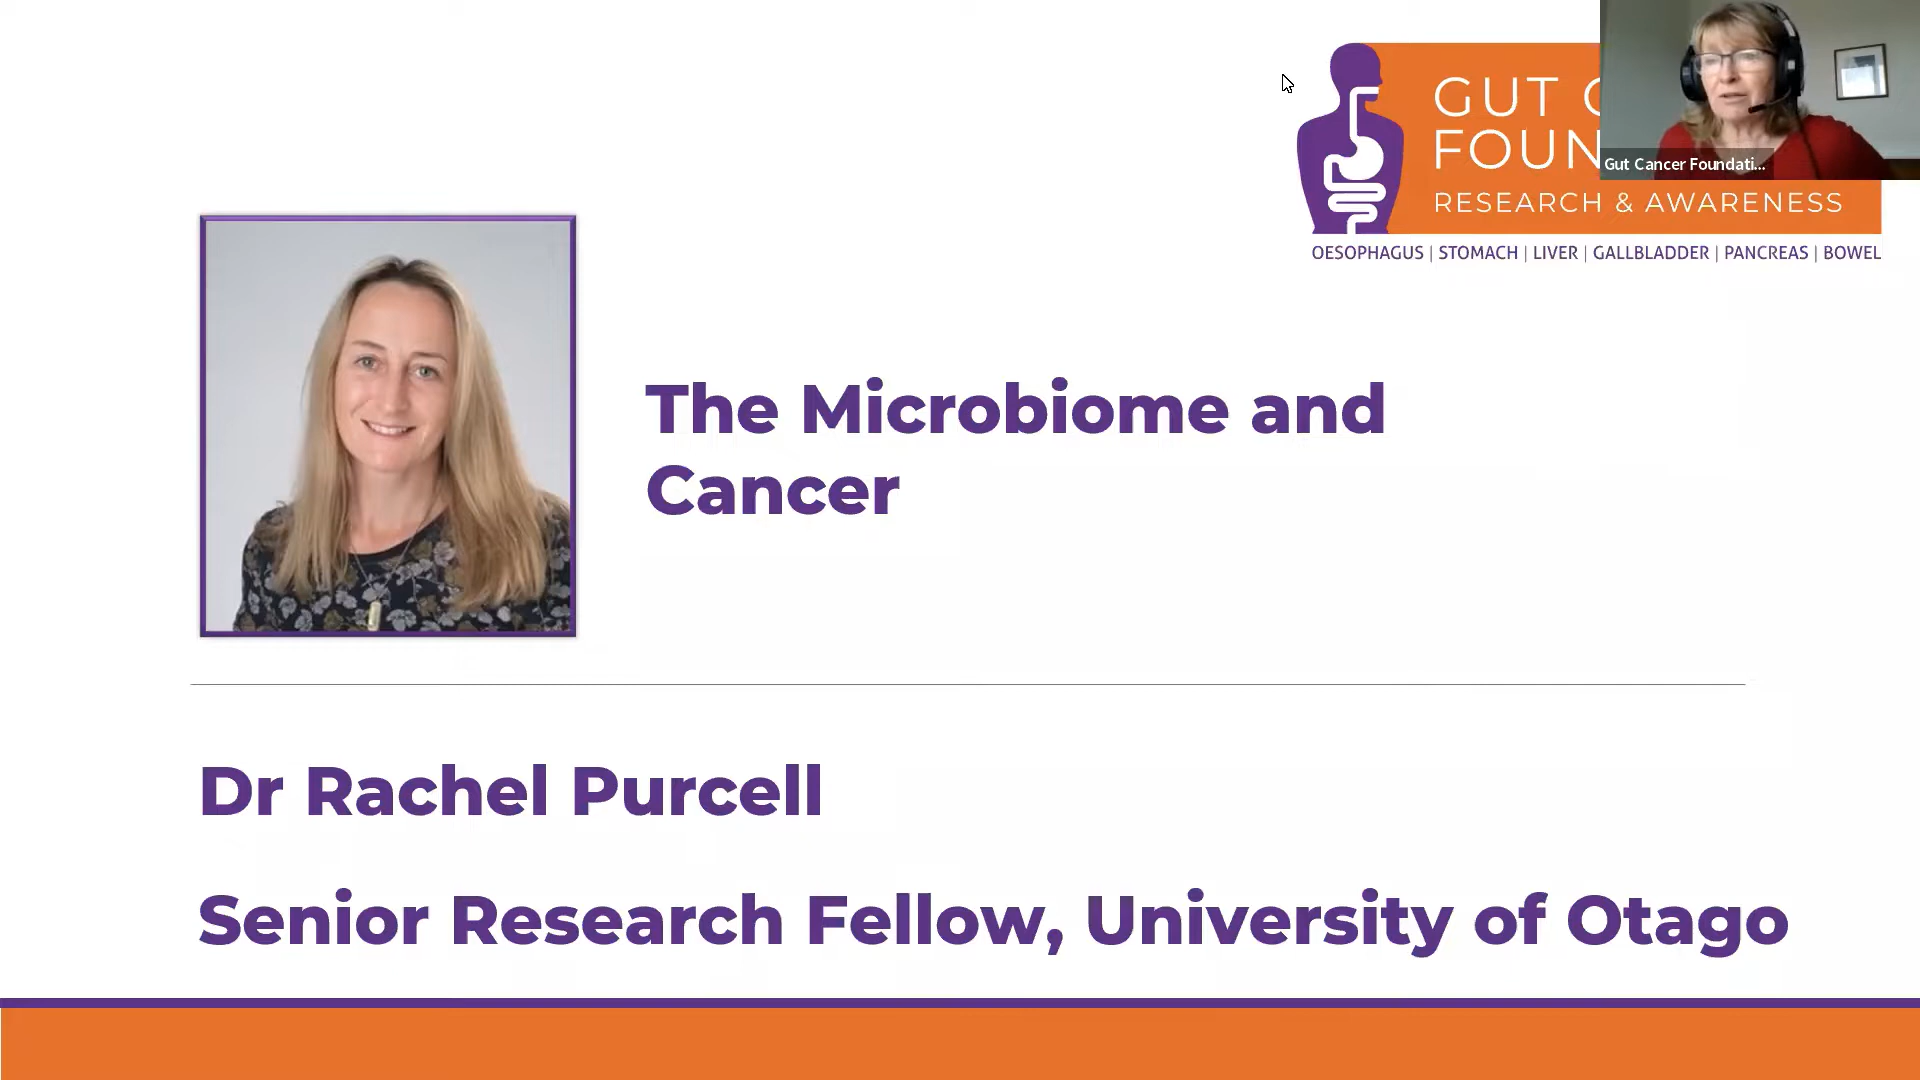 GUT
FOUN
RESEARCH & AWARENESS
Gut Cancer Foundati...
OESOPHAGUS | STOMACH | LIVER | GALLBLADDER | PANCREAS | BOWEL
The Microbiome and
Cancer
Dr Rachel Purcell
Senior Research Fellow, University of Otago